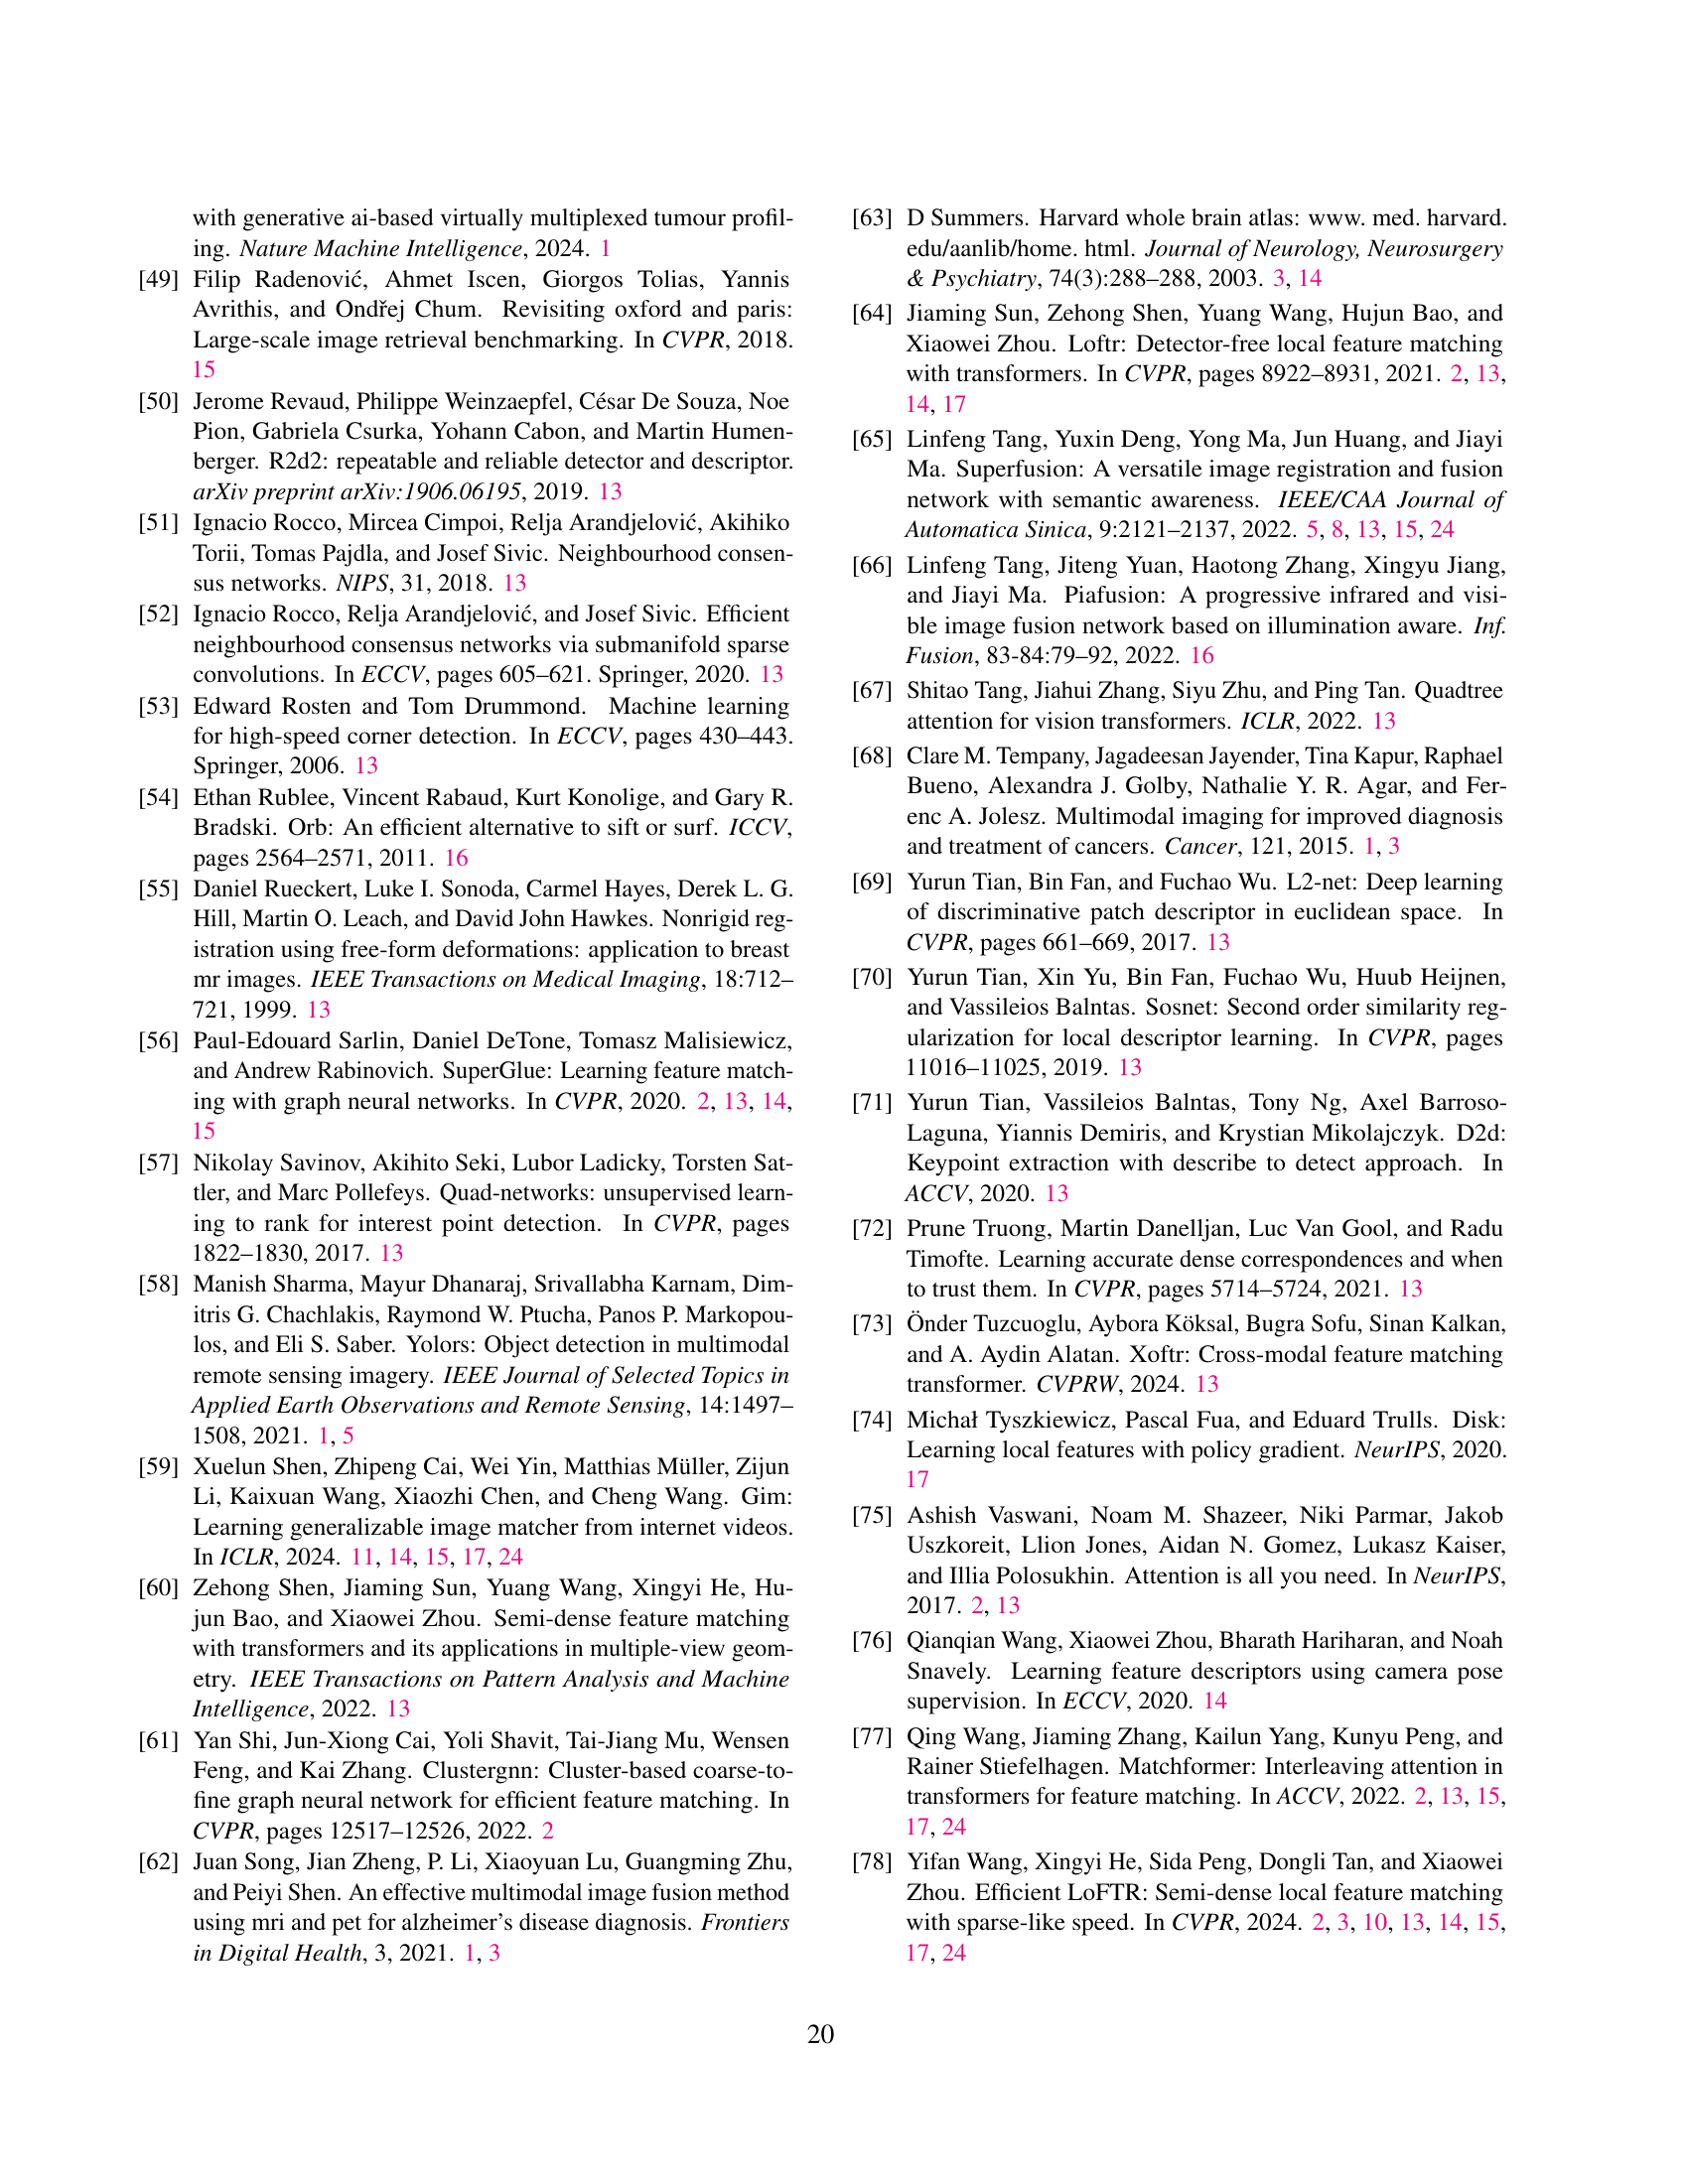 with generative ai-based virtually multiplexed tumour profil-
ing. Nature Machine Intelligence, 2024. 1
[49] Filip Radenović, Ahmet Iscen, Giorgos Tolias, Yannis
Avrithis, and Ondřej Chum. Revisiting oxford and paris:
Large-scale image retrieval benchmarking. In CVPR, 2018.
15
[50] Jerome Revaud, Philippe Weinzaepfel, César De Souza, Noe
Pion, Gabriela Csurka, Yohann Cabon, and Martin Humen-
berger. R2d2: repeatable and reliable detector and descriptor.
arXiv preprint arXiv:1906.06195, 2019. 13
[51] Ignacio Rocco, Mircea Cimpoi, Relja Arandjelović, Akihiko
Torii, Tomas Pajdla, and Josef Sivic. Neighbourhood consen-
sus networks. NIPS, 31, 2018. 13
[52] Ignacio Rocco, Relja Arandjelović, and Josef Sivic. Efficient
neighbourhood consensus networks via submanifold sparse
convolutions. In ECCV, pages 605–621. Springer, 2020. 13
[53] Edward Rosten and Tom Drummond. Machine learning
for high-speed corner detection. In ECCV, pages 430–443.
Springer, 2006. 13
[54] Ethan Rublee, Vincent Rabaud, Kurt Konolige, and Gary R.
Bradski. Orb: An efficient alternative to sift or surf. ICCV,
pages 2564–2571, 2011. 16
[55] Daniel Rueckert, Luke I. Sonoda, Carmel Hayes, Derek L. G.
Hill, Martin O. Leach, and David John Hawkes. Nonrigid reg-
istration using free-form deformations: application to breast
mr images. IEEE Transactions on Medical Imaging, 18:712–
721, 1999. 13
[56] Paul-Edouard Sarlin, Daniel DeTone, Tomasz Malisiewicz,
and Andrew Rabinovich. SuperGlue: Learning feature match-
ing with graph neural networks. In CVPR, 2020. 2, 13, 14,
15
[57] Nikolay Savinov, Akihito Seki, Lubor Ladicky, Torsten Sat-
tler, and Marc Pollefeys. Quad-networks: unsupervised learn-
ing to rank for interest point detection. In CVPR, pages
1822–1830, 2017. 13
[58] Manish Sharma, Mayur Dhanaraj, Srivallabha Karnam, Dim-
itris G. Chachlakis, Raymond W. Ptucha, Panos P. Markopou-
los, and Eli S. Saber. Yolors: Object detection in multimodal
remote sensing imagery. IEEE Journal of Selected Topics in
Applied Earth Observations and Remote Sensing, 14:1497–
1508, 2021. 1, 5
[59] Xuelun Shen, Zhipeng Cai, Wei Yin, Matthias Müller, Zijun
Li, Kaixuan Wang, Xiaozhi Chen, and Cheng Wang. Gim:
Learning generalizable image matcher from internet videos.
In ICLR, 2024. 11, 14, 15, 17, 24
[60] Zehong Shen, Jiaming Sun, Yuang Wang, Xingyi He, Hu-
jun Bao, and Xiaowei Zhou. Semi-dense feature matching
with transformers and its applications in multiple-view geom-
etry. IEEE Transactions on Pattern Analysis and Machine
Intelligence, 2022. 13
[61] Yan Shi, Jun-Xiong Cai, Yoli Shavit, Tai-Jiang Mu, Wensen
Feng, and Kai Zhang. Clustergnn: Cluster-based coarse-to-
fine graph neural network for efficient feature matching. In
CVPR, pages 12517–12526, 2022. 2
[62] Juan Song, Jian Zheng, P. Li, Xiaoyuan Lu, Guangming Zhu,
and Peiyi Shen. An effective multimodal image fusion method
using mri and pet for alzheimer's disease diagnosis. Frontiers
in Digital Health, 3, 2021. 1, 3
[63] D Summers. Harvard whole brain atlas: www. med. harvard.
edu/aanlib/home. html. Journal of Neurology, Neurosurgery
& Psychiatry, 74(3):288–288, 2003. 3, 14
[64] Jiaming Sun, Zehong Shen, Yuang Wang, Hujun Bao, and
Xiaowei Zhou. Loftr: Detector-free local feature matching
with transformers. In CVPR, pages 8922–8931, 2021. 2, 13,
14, 17
[65] Linfeng Tang, Yuxin Deng, Yong Ma, Jun Huang, and Jiayi
Ma. Superfusion: A versatile image registration and fusion
network with semantic awareness. IEEE/CAA Journal of
Automatica Sinica, 9:2121–2137, 2022. 5, 8, 13, 15, 24
[66] Linfeng Tang, Jiteng Yuan, Haotong Zhang, Xingyu Jiang,
and Jiayi Ma. Piafusion: A progressive infrared and visi-
ble image fusion network based on illumination aware. Inf.
Fusion, 83-84:79–92, 2022. 16
[67] Shitao Tang, Jiahui Zhang, Siyu Zhu, and Ping Tan. Quadtree
attention for vision transformers. ICLR, 2022. 13
[68] Clare M. Tempany, Jagadeesan Jayender, Tina Kapur, Raphael
Bueno, Alexandra J. Golby, Nathalie Y. R. Agar, and Fer-
enc A. Jolesz. Multimodal imaging for improved diagnosis
and treatment of cancers. Cancer, 121, 2015. 1, 3
[69] Yurun Tian, Bin Fan, and Fuchao Wu. L2-net: Deep learning
of discriminative patch descriptor in euclidean space. In
CVPR, pages 661–669, 2017. 13
[70] Yurun Tian, Xin Yu, Bin Fan, Fuchao Wu, Huub Heijnen,
and Vassileios Balntas. Sosnet: Second order similarity reg-
ularization for local descriptor learning. In CVPR, pages
11016–11025, 2019. 13
[71] Yurun Tian, Vassileios Balntas, Tony Ng, Axel Barroso-
Laguna, Yiannis Demiris, and Krystian Mikolajczyk. D2d:
Keypoint extraction with describe to detect approach. In
ACCV, 2020. 13
[72] Prune Truong, Martin Danelljan, Luc Van Gool, and Radu
Timofte. Learning accurate dense correspondences and when
to trust them. In CVPR, pages 5714–5724, 2021. 13
[73] Önder Tuzcuoglu, Aybora Köksal, Bugra Sofu, Sinan Kalkan,
and A. Aydin Alatan. Xoftr: Cross-modal feature matching
transformer. CVPRW, 2024. 13
[74] Michał Tyszkiewicz, Pascal Fua, and Eduard Trulls. Disk:
Learning local features with policy gradient. NeurIPS, 2020.
17
[75] Ashish Vaswani, Noam M. Shazeer, Niki Parmar, Jakob
Uszkoreit, Llion Jones, Aidan N. Gomez, Lukasz Kaiser,
and Illia Polosukhin. Attention is all you need. In NeurIPS,
2017. 2, 13
[76] Qianqian Wang, Xiaowei Zhou, Bharath Hariharan, and Noah
Snavely. Learning feature descriptors using camera pose
supervision. In ECCV, 2020. 14
[77] Qing Wang, Jiaming Zhang, Kailun Yang, Kunyu Peng, and
Rainer Stiefelhagen. Matchformer: Interleaving attention in
transformers for feature matching. In ACCV, 2022. 2, 13, 15,
17, 24
[78] Yifan Wang, Xingyi He, Sida Peng, Dongli Tan, and Xiaowei
Zhou. Efficient LoFTR: Semi-dense local feature matching
with sparse-like speed. In CVPR, 2024. 2, 3, 10, 13, 14, 15,
17, 24
20